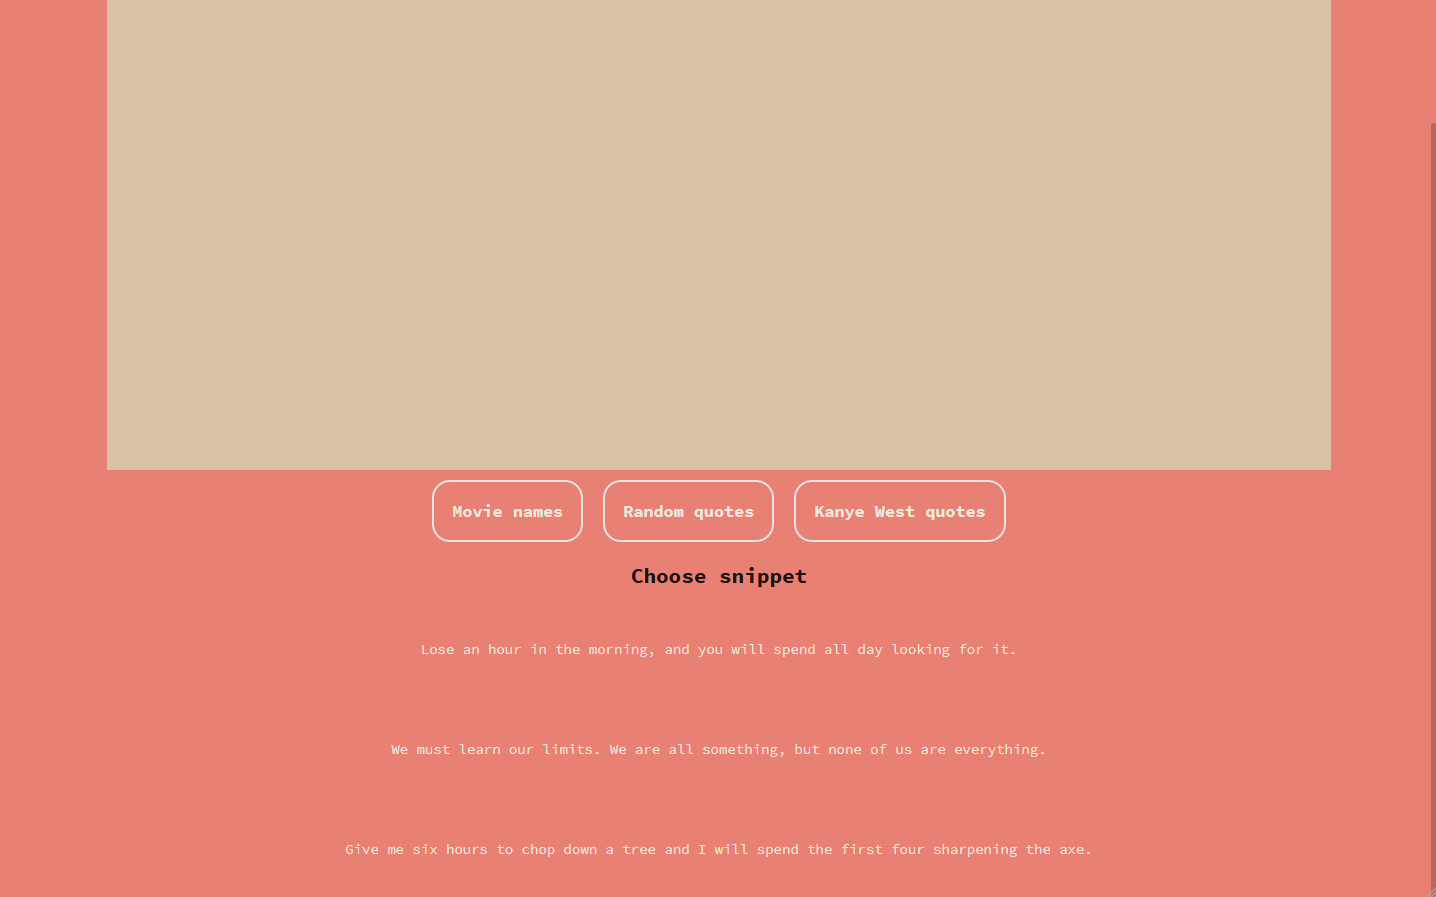 Movie names
Random quotes
Kanye West quotes
Choose snippet
Lose an hour in the morning, and you will spend all day looking for it.
We must learn our limits. We are all something, but none of us are everything.
Give me six hours to chop down a tree and I will spend the first four sharpening the axe.